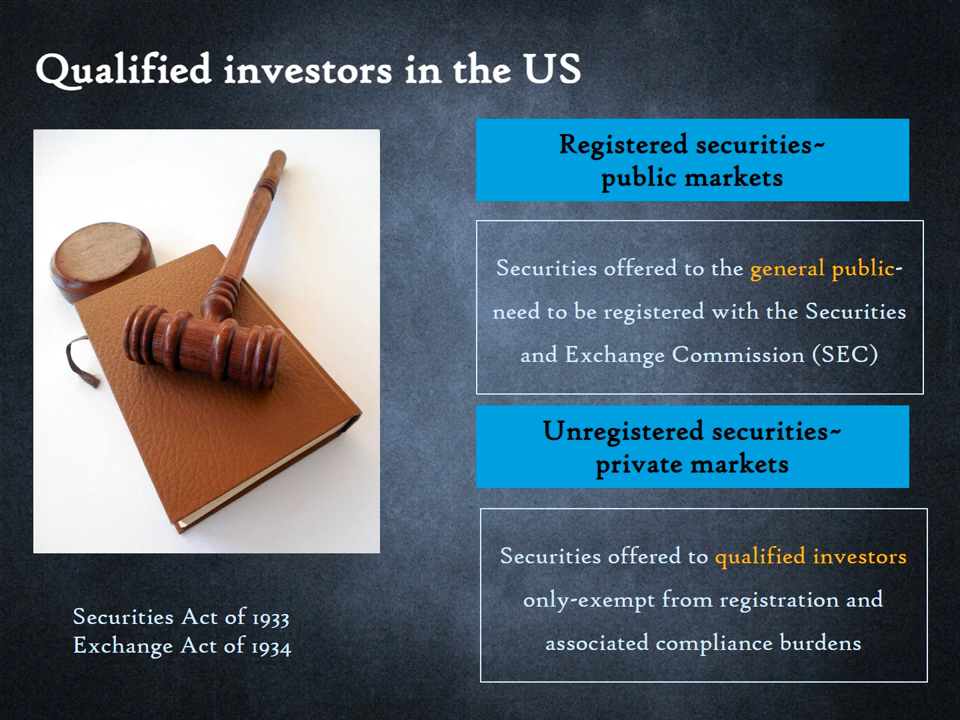 Qualified investors in the US
Registered securities~
public markets
Securities offered to the general public-
need to be registered with the Securities
and Exchange Commission (SEC)
Unregistered securities~
private markets
Securities offered to qualified investors
only-exempt from registration and
associated compliance burdens
Securities Act of 1933
Exchange Act of 1934